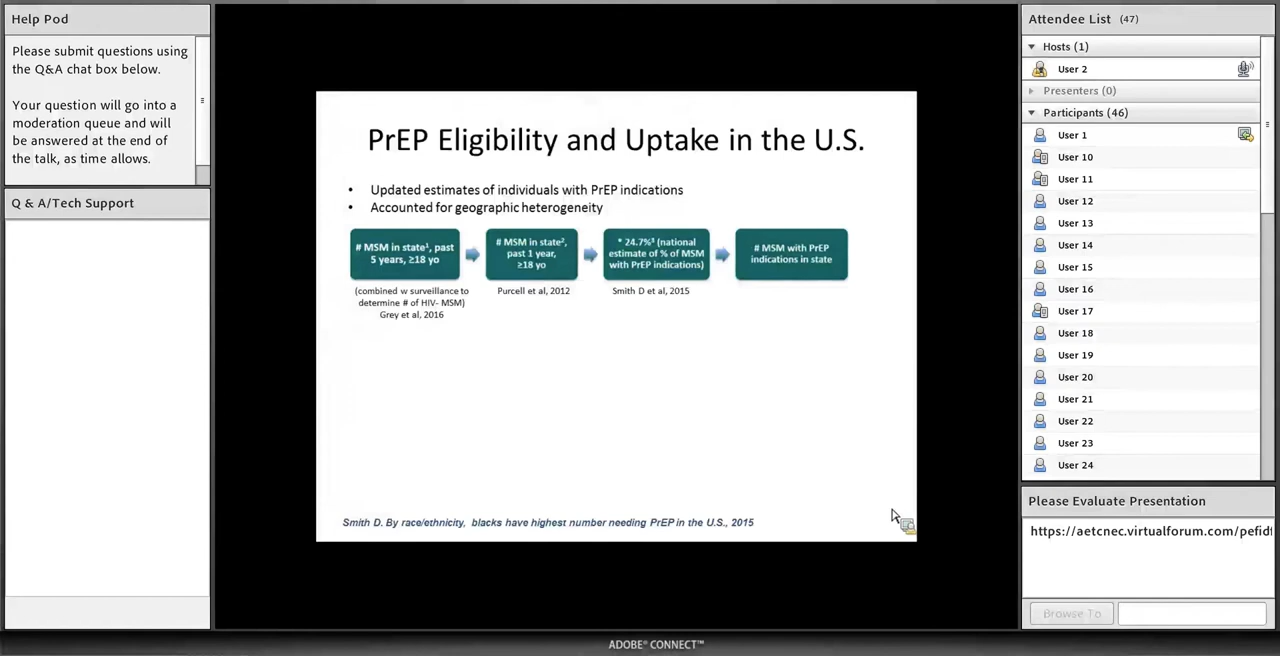 Help Pod
Please submit questions using
the Q&A chat box below.
Your question will go into a
moderation queue and will
be answered at the end of
the talk, as time allows.
Q & A/Tech Support
PrEP Eligibility and Uptake in the U.S.
• Updated estimates of individuals with PrEP indications
• Accounted for geographic heterogeneity
# MSM in state¹, past
5 years, ≥18 yo
# MSM in state²,
past 1 year,
≥18 yo
* 24.7%³ (national
estimate of % of MSM
with PrEP indications)
# MSM with PrEP
indications in state
(combined w surveillance to
determine # of HIV- MSM)
Grey et al, 2016
Purcell et al, 2012
Smith D et al, 2015
Smith D. By race/ethnicity, blacks have highest number needing PrEP in the U.S., 2015
Attendee List (47)
Hosts (1)
User 2
Presenters (0)
Participants (46)
User 1
User 10
User 11
User 12
User 13
User 14
User 15
User 16
User 17
User 18
User 19
User 20
User 21
User 22
User 23
User 24
Please Evaluate Presentation
https://aetcnec.virtualforum.com/pefidf
Browse To
ADOBE® CONNECT™